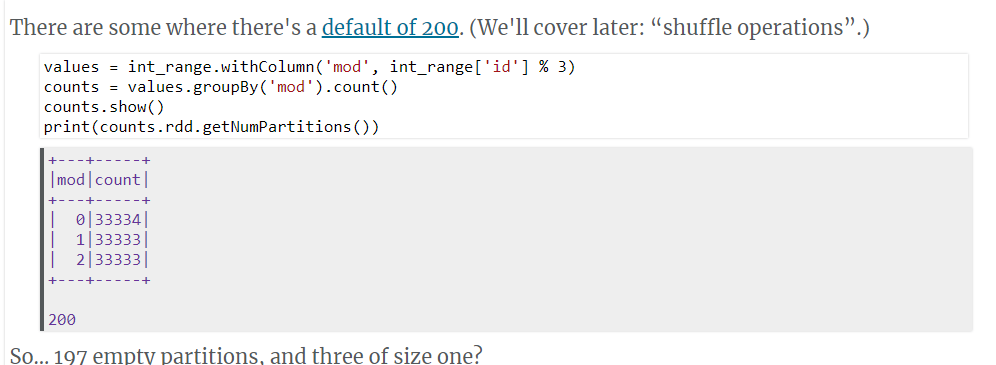 There are some where there's a default of 200. (We'll cover later: “shuffle operations”.)
values = int_range.withColumn('mod', int_range['id'] % 3)
counts = values.groupBy('mod').count()
counts.show()
print(counts.rdd.getNumPartitions())
+---+-----+
|mod|count|
+---+-----+
|  0|33334|
|  1|33333|
|  2|33333|
+---+-----+
200
So... 197 empty partitions, and three of size one?